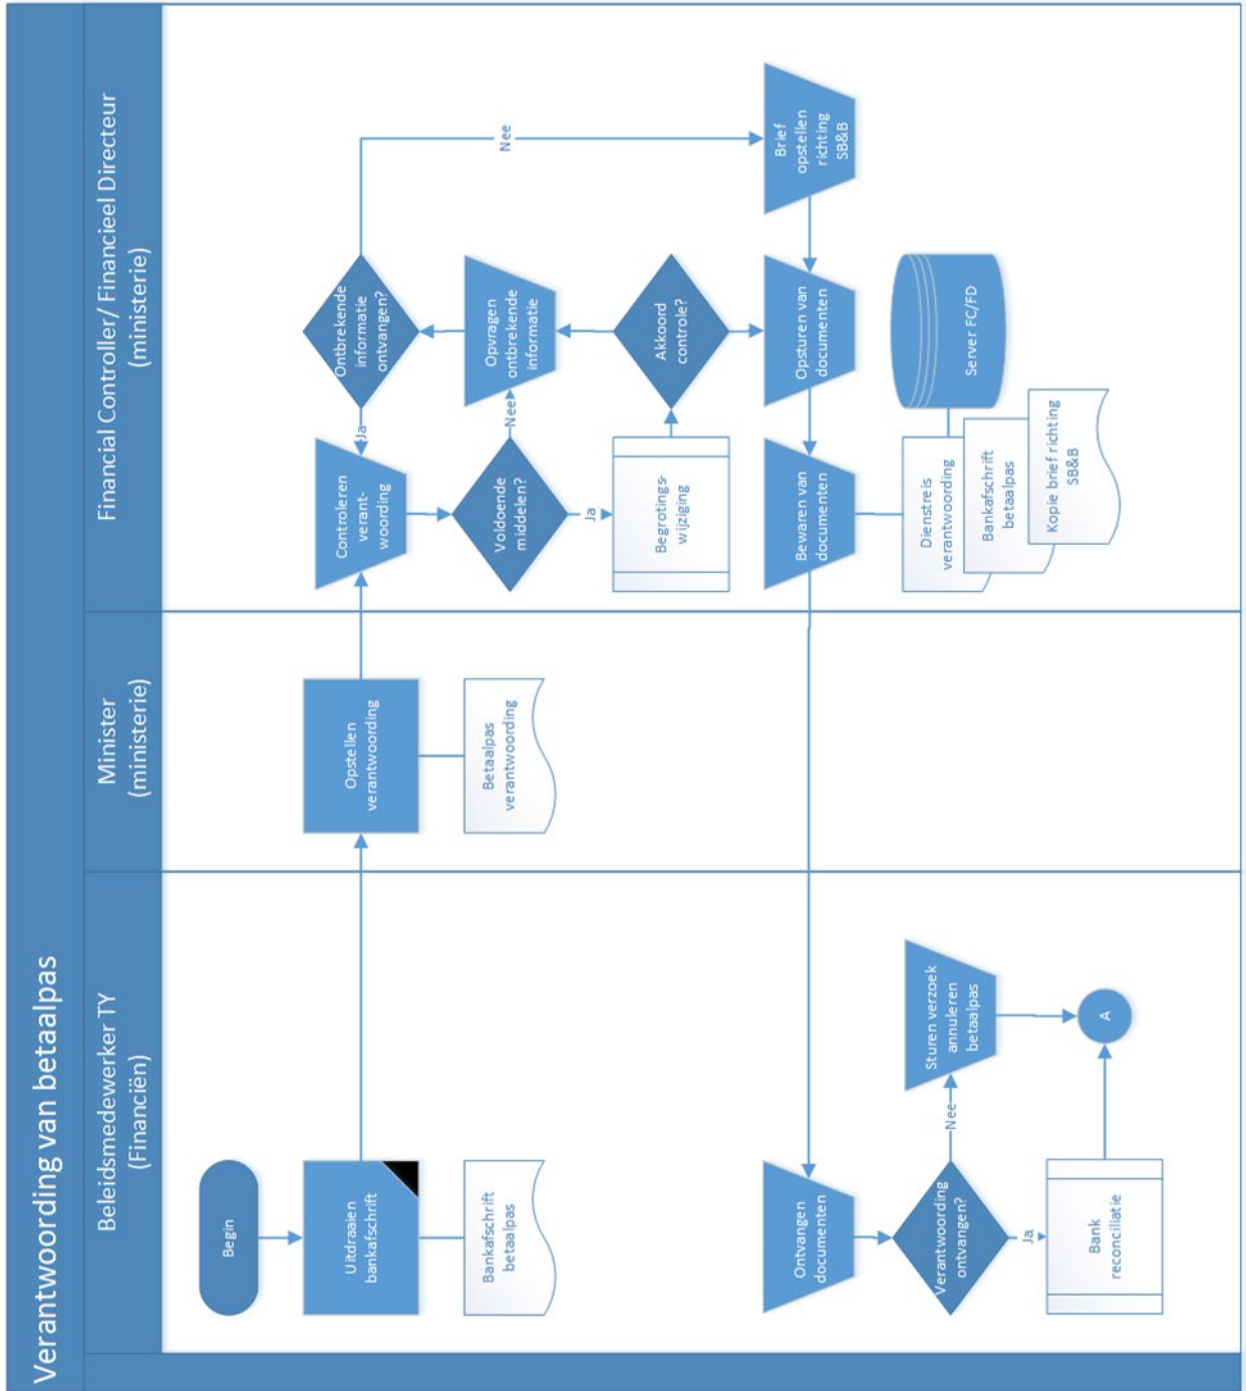 Verantwoording van betaalpas
Beleidsmedewerker TY
(Financiën)
Minister
(ministerie)
Financial Controller/ Financieel Directeur
(ministerie)
Begin
Uitdraaien
bankafschrift
Bankafschrift
betaalpas
Opstellen
verantwoording
Betaalpas
verantwoording
Controleren
verant-
woording
Ja
Ontbrekende
informatie
ontvangen?
Nee
Voldoende
middelen?
Nee
Opvragen
ontbrekende
informatie
Ja
Begrotings-
wijziging
Akkoord
controle?
Brief
opstellen
richting
SB&B
Opsturen van
documenten
Bewaren van
documenten
Dienstreis
verantwoording
Bankafschrift
betaalpas
Kopie brief richting
SB&B
Server FC/FD
Ontvangen
documenten
Verantwoording
ontvangen?
Nee
Sturen verzoek
annuleren
betaalpas
Ja
Bank
reconciliatie
A